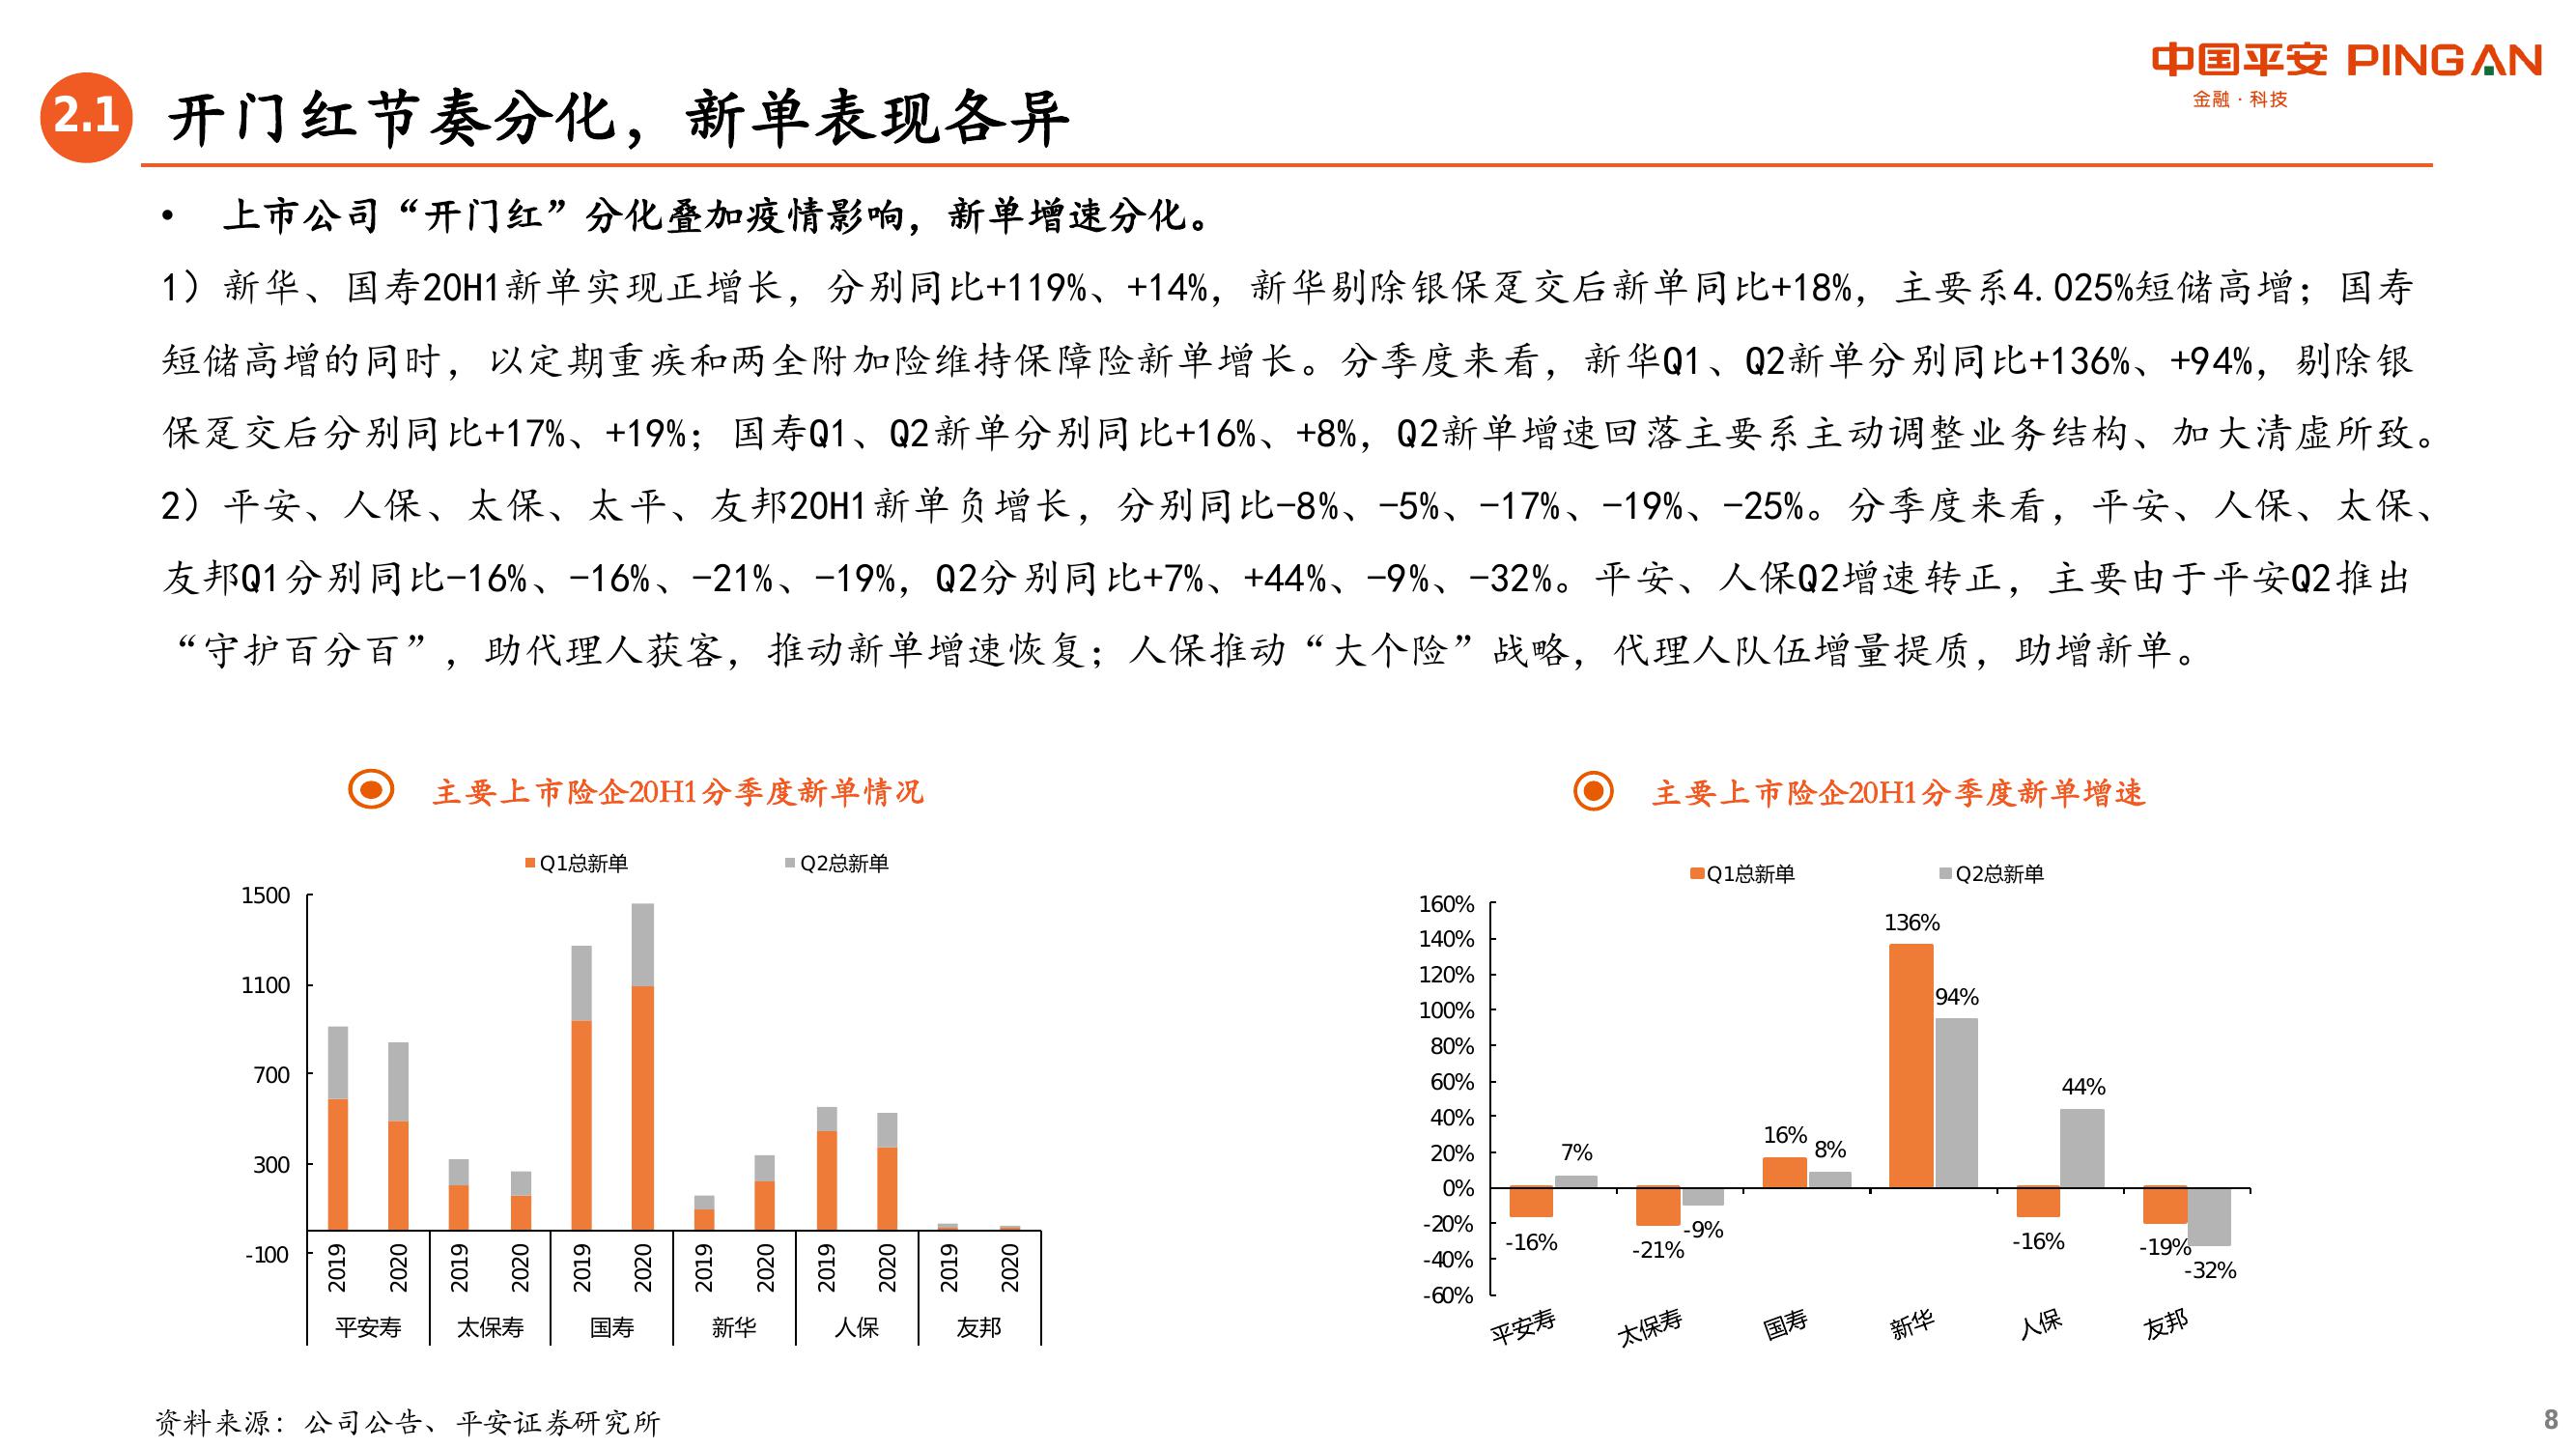 中国平安 PINGAN
金融·科技
2.1 开门红节奏分化，新单表现各异
• 上市公司“开门红”分化叠加疫情影响，新单增速分化。
1）新华、国寿20H1新单实现正增长，分别同比+119%、+14%，新华剔除银保趸交后新单同比+18%，主要系4.025%短储高增；国寿
短储高增的同时，以定期重疾和两全附加险维持保障险新单增长。分季度来看，新华Q1、Q2新单分别同比+136%、+94%，剔除银
保趸交后分别同比+17%、+19%；国寿Q1、Q2新单分别同比+16%、+8%，Q2新单增速回落主要系主动调整业务结构、加大清虚所致。
2）平安、人保、太保、太平、友邦20H1新单负增长，分别同比-8%、-5%、-17%、-19%、-25%。分季度来看，平安、人保、太保、
友邦Q1分别同比-16%、-16%、-21%、-19%，Q2分别同比+7%、+44%、-9%、-32%。平安、人保Q2增速转正，主要由于平安Q2推出
“守护百分百”，助代理人获客，推动新单增速恢复；人保推动“大个险”战略，代理人队伍增量提质，助增新单。
主要上市险企20H1分季度新单情况
Q1总新单 Q2总新单
1500
1100
700
300
-100
2019 2020 2019 2020 2019 2020 2019 2020 2019 2020 2019 2020
平安寿 太保寿 国寿 新华 人保 友邦
主要上市险企20H1分季度新单增速
Q1总新单 Q2总新单
160%
140%
120%
100%
80%
60%
40%
20%
0%
-20%
-40%
-60%
-16% 7%
-21% -9%
16% 8%
136% 94%
-16% 44%
-19% -32%
平安寿 太保寿 国寿 新华 人保 友邦
资料来源：公司公告、平安证券研究所
8